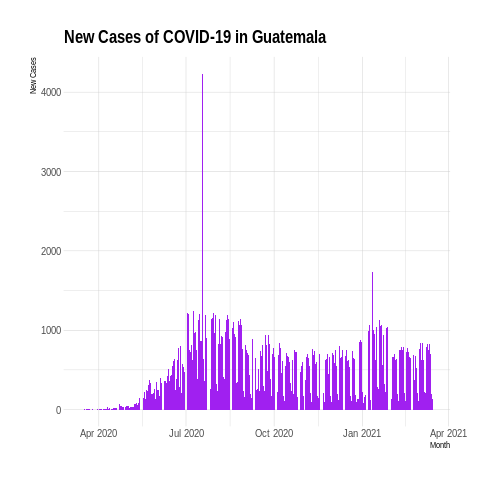 New Cases of COVID-19 in Guatemala
New Cases
4000
3000
2000
1000
0
Apr 2020 Jul 2020 Oct 2020 Jan 2021 Apr 2021
Month